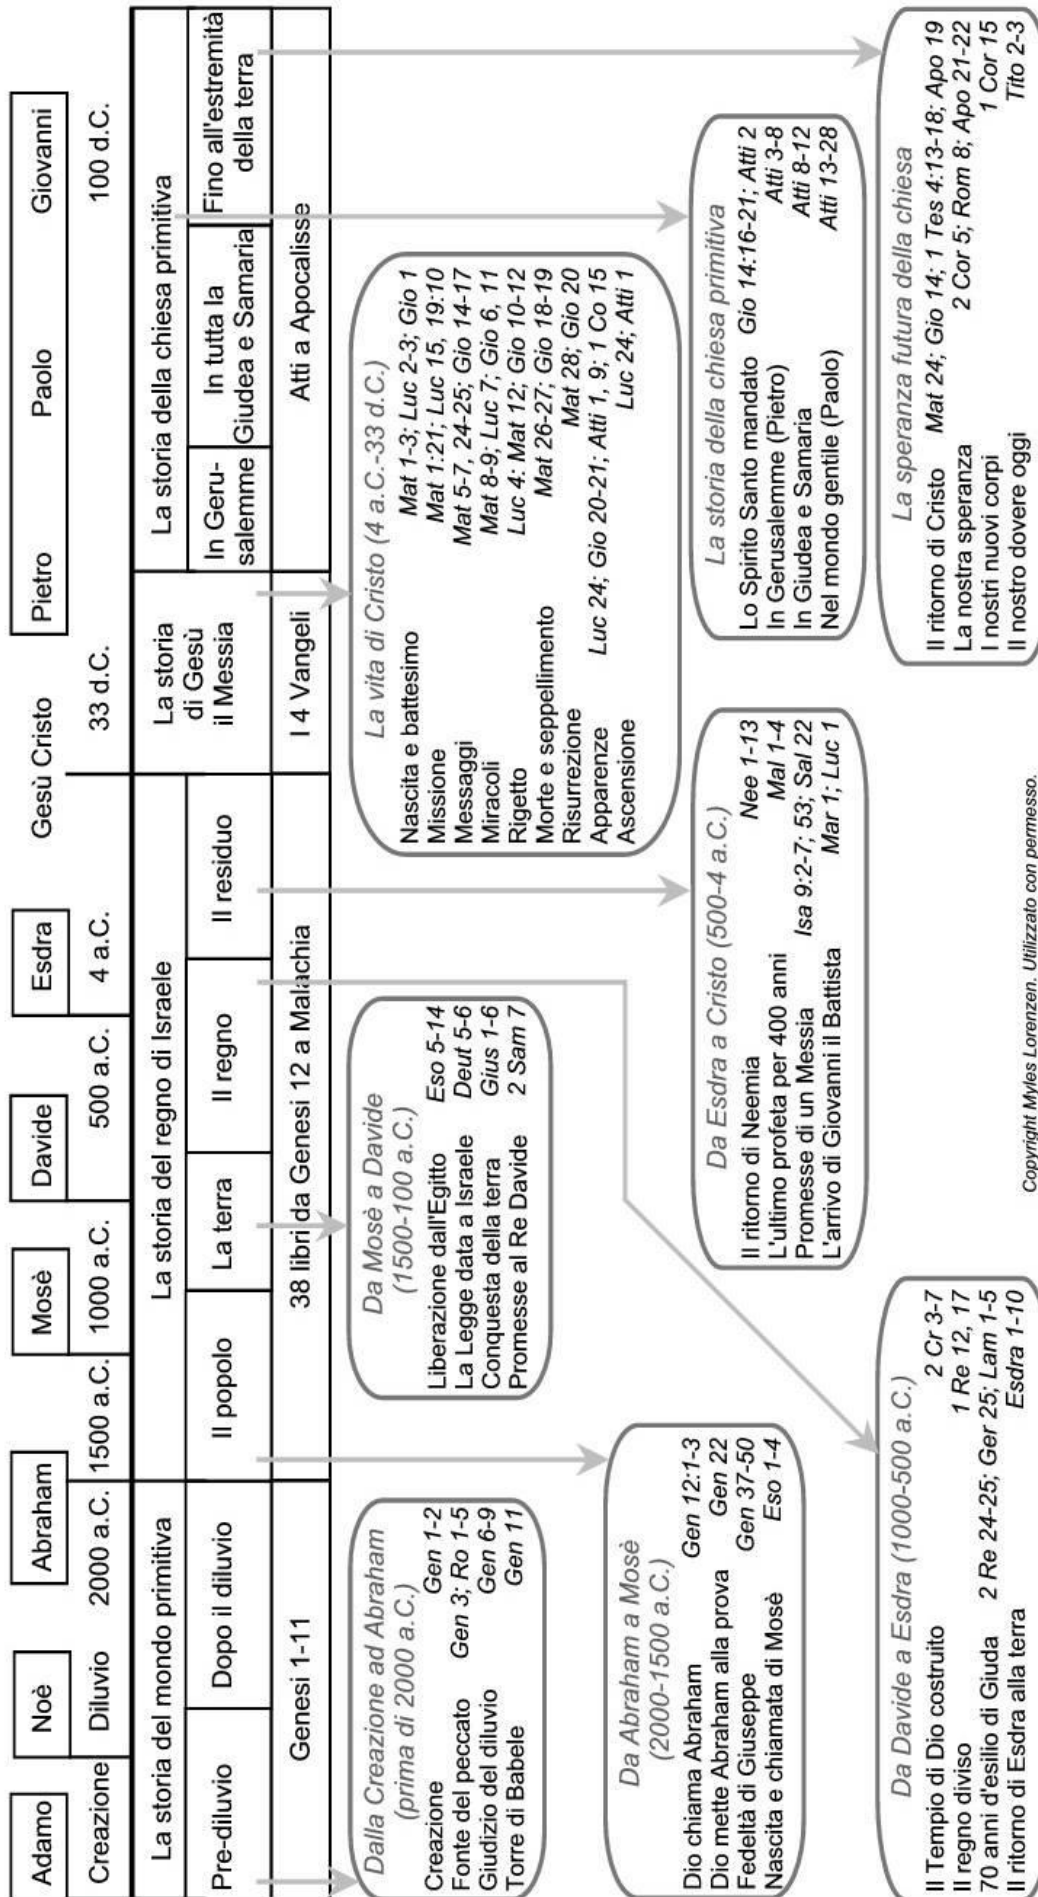 Adamo Noè Abraham Mosè Davide Esdra Gesù Cristo Pietro Paolo Giovanni
Creazione Diluvio 2000 a.C. 1500 a.C. 1000 a.C. 500 a.C. 4 a.C. 33 d.C. 100 d.C.
La storia del mondo primitiva
La storia del regno di Israele
La storia
di Gesù
il Messia
La storia della chiesa primitiva
Pre-diluvio
Dopo il diluvio
Il popolo
La terra
Il regno
Il residuo
In Geru-
salemme
In tutta la
Giudea e Samaria
Fino all'estremità
della terra
Genesi 1-11
38 libri da Genesi 12 a Malachia
I 4 Vangeli
Atti a Apocalisse
Dalla Creazione ad Abraham
(prima di 2000 a.C.)
Creazione Gen 1-2
Fonte del peccato Gen 3; Ro 1-5
Giudizio del diluvio Gen 6-9
Torre di Babele Gen 11
Da Mosè a Davide
(1500-100 a.C.)
Liberazione dall'Egitto Eso 5-14
La Legge data a Israele Deut 5-6
Conquesta della terra Gius 1-6
Promesse al Re Davide 2 Sam 7
La vita di Cristo (4 a.C.-33 d.C.)
Nascita e battesimo Mat 1-3; Luc 2-3; Gio 1
Missione Mat 1:21; Luc 15, 19:10
Messaggi Mat 5-7, 24-25; Gio 14-17
Miracoli Mat 8-9; Luc 7; Gio 6, 11
Rigetto Luc 4: Mat 12; Gio 10-12
Morte e seppellimento Mat 26-27; Gio 18-19
Risurrezione Mat 28; Gio 20
Apparenze Luc 24; Gio 20-21; Atti 1, 9; 1 Co 15
Ascensione Luc 24; Atti 1
Da Abraham a Mosè
(2000-1500 a.C.)
Dio chiama Abraham Gen 12:1-3
Dio mette Abraham alla prova Gen 22
Fedeltà di Giuseppe Gen 37-50
Nascita e chiamata di Mosè Eso 1-4
Da Esdra a Cristo (500-4 a.C.)
Il ritorno di Neemia Nee 1-13
L'ultimo profeta per 400 anni Mal 1-4
Promesse di un Messia Isa 9:2-7; 53; Sal 22
L'arrivo di Giovanni il Battista Mar 1; Luc 1
La storia della chiesa primitiva
Lo Spirito Santo mandato Gio 14:16-21; Atti 2
In Gerusalemme (Pietro) Atti 3-8
In Giudea e Samaria Atti 8-12
Nel mondo gentile (Paolo) Atti 13-28
Da Davide a Esdra (1000-500 a.C.)
Il Tempio di Dio costruito 2 Cr 3-7
Il regno diviso 1 Re 12, 17
70 anni d'esilio di Giuda 2 Re 24-25; Ger 25; Lam 1-5
Il ritorno di Esdra alla terra Esdra 1-10
La speranza futura della chiesa
Il ritorno di Cristo Mat 24; Gio 14; 1 Tes 4:13-18; Apo 19
La nostra speranza 2 Cor 5; Rom 8; Apo 21-22
I nostri nuovi corpi 1 Cor 15
Il nostro dovere oggi Tito 2-3
Copyright Myles Lorenzen. Utilizzato con permesso.